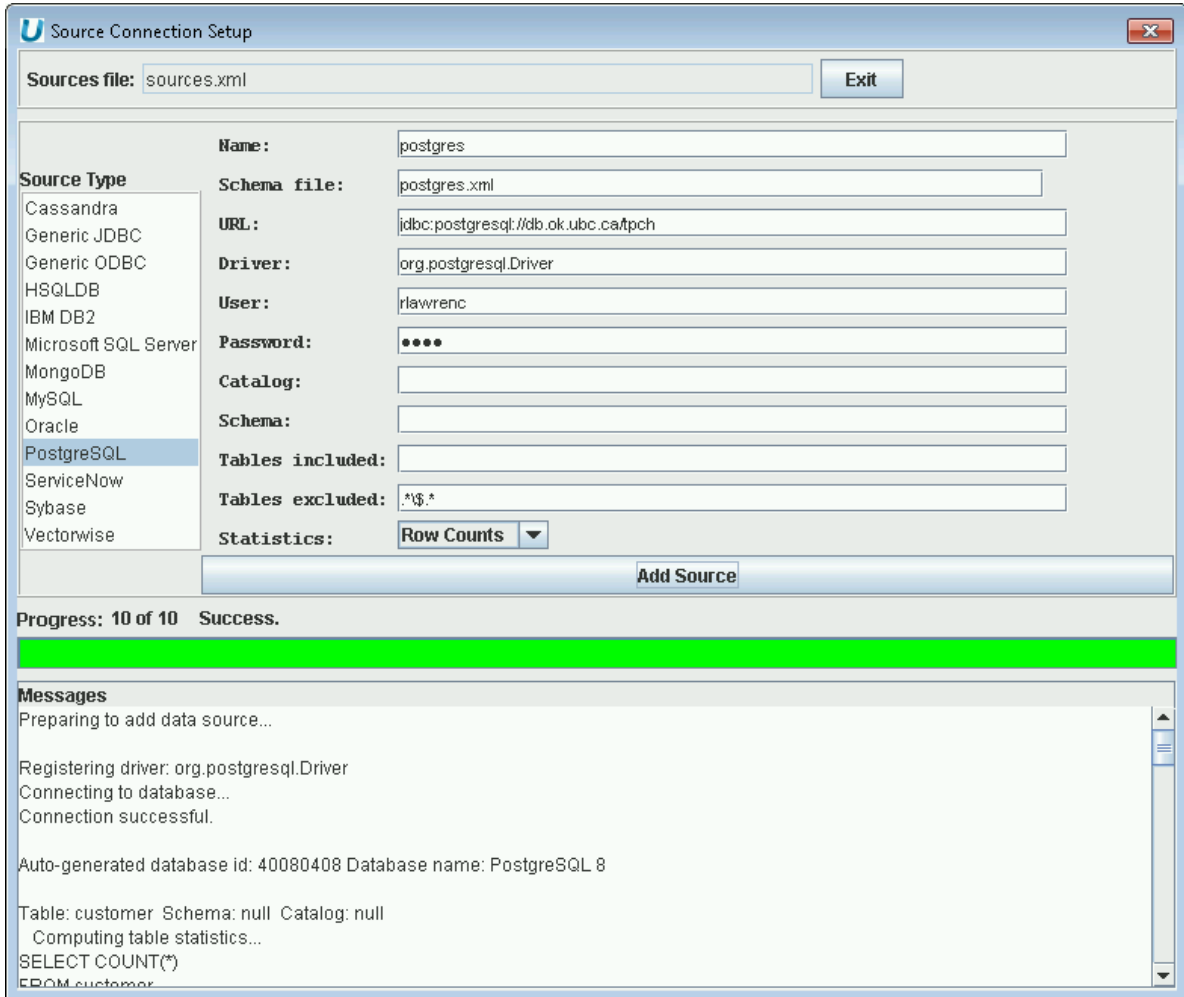 Source Connection Setup
Sources file: sources.xml Exit
Source Type
Cassandra
Generic JDBC
Generic ODBC
HSQLDB
IBM DB2
Microsoft SQL Server
MongoDB
MySQL
Oracle
PostgreSQL
ServiceNow
Sybase
Vectorwise
Name: postgres
Schema file: postgres.xml
URL: jdbc:postgresql://db.ok.ubc.ca/tpch
Driver: org.postgresql.Driver
User: rlawrenc
Password: ••••
Catalog:
Schema:
Tables included:
Tables excluded: .*\$.*
Statistics: Row Counts
Add Source
Progress: 10 of 10 Success.
Messages
Preparing to add data source...
Registering driver: org.postgresql.Driver
Connecting to database...
Connection successful.
Auto-generated database id: 40080408 Database name: PostgreSQL 8
Table: customer Schema: null Catalog: null
Computing table statistics...
SELECT COUNT(*)
FROM customer